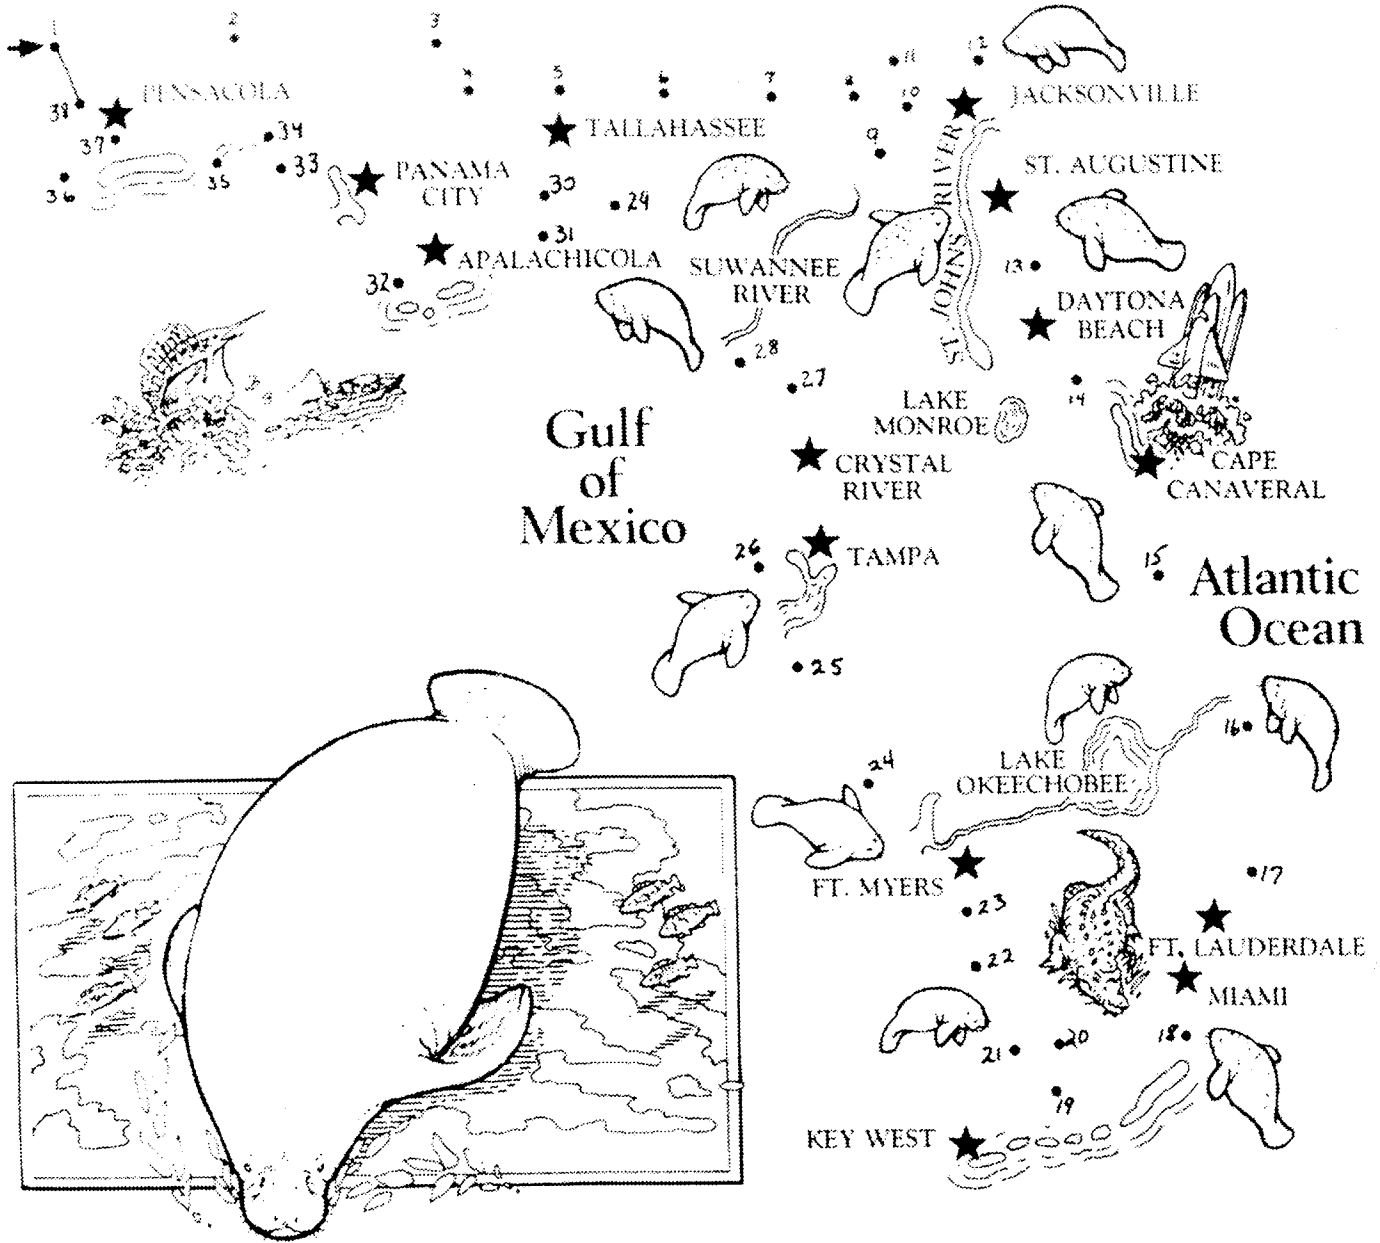 1
2
3
4
5
6
7
8
9
10
11
12
38
PENSACOLA
37
36
35
34
33
PANAMA
CITY
TALLAHASSEE
30
29
31
APALACHICOLA
32
JACKSONVILLE
ST. AUGUSTINE
ST. JOHNS RIVER
SUWANNEE
RIVER
13
DAYTONA
BEACH
28
27
14
LAKE
MONROE
CAPE
CANAVERAL
Gulf
of
Mexico
CRYSTAL
RIVER
26
TAMPA
15
Atlantic
Ocean
25
16
24
LAKE
OKEECHOBEE
FT. MYERS
17
23
FT. LAUDERDALE
22
MIAMI
21
20
18
19
KEY WEST